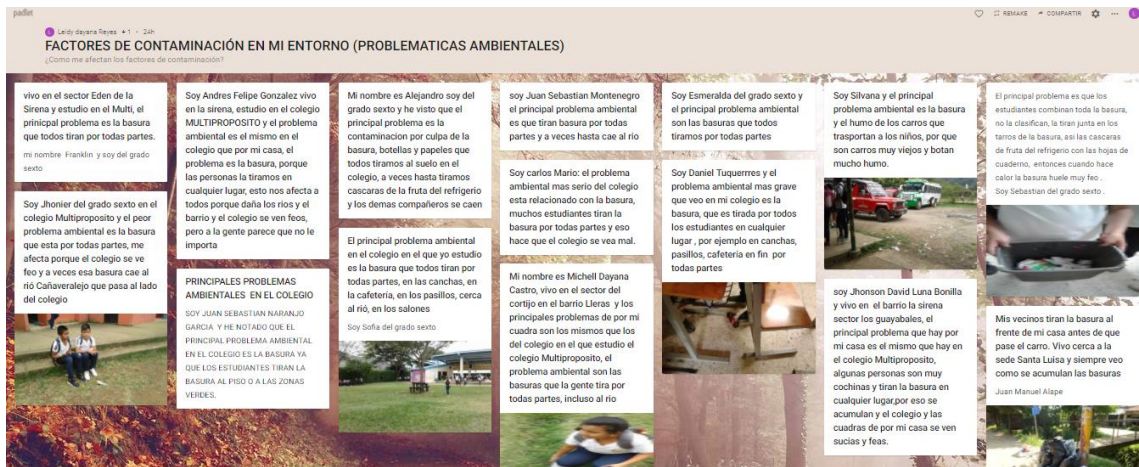 padlet
REMAKE
COMPARTIR
Leidy dayana Reyes +1 • 24h
FACTORES DE CONTAMINACIÓN EN MI ENTORNO (PROBLEMATICAS AMBIENTALES)
¿Como me afectan los factores de contaminación?
vivo en el sector Eden de la
Sirena y estudio en el Multi, el
prinicpal problema es la basura
que todos tiran por todas partes.
mi nombre Franklin y soy del grado
sexto
Soy Jhonier del grado sexto en el
colegio Multiproposito y el peor
problema ambiental es la basura
que esta por todas partes, me
afecta porque el colegio se ve
feo y a veces esa basura cae al
rió Cañaveralejo que pasa al lado
del colegio
Soy Andres Felipe Gonzalez vivo
en la sirena, estudio en el colegio
MULTIPROPOSITO y el problema
ambiental es el mismo en el
colegio que por mi casa, el
problema es la basura, porque
las personas la tiramos en
cualquier lugar, esto nos afecta a
todos porque daña los rios y el
barrio y el colegio se ven feos,
pero a la gente parece que no le
importa
PRINCIPALES PROBLEMAS
AMBIENTALES EN EL COLEGIO
SOY JUAN SEBASTIAN NARANJO
GARCIA Y HE NOTADO QUE EL
PRINCIPAL PROBLEMA AMBIENTAL
EN EL COLEGIO ES LA BASURA YA
QUE LOS ESTUDIANTES TIRAN LA
BASURA AL PISO O A LAS ZONAS
VERDES.
Mi nombre es Alejandro soy del
grado sexto y he visto que el
principal problema es la
contaminacion por culpa de la
basura, botellas y papeles que
todos tiramos al suelo en el
colegio, a veces hasta tiramos
cascaras de la fruta del refrigerio
y los demas compañeros se caen
El principal problema ambiental
en el colegio en el que yo estudio
es la basura que todos tiran por
todas partes, en las canchas, en
la cafetería, en los pasillos, cerca
al rió, en los salones
Soy Sofia del grado sexto
soy Juan Sebastian Montenegro
el principal problema ambiental
es que tiran basura por todas
partes y a veces hasta cae al rio
Soy carlos Mario: el problema
ambiental mas serio del colegio
esta relacionado con la basura,
muchos estudiantes tiran la
basura por todas partes y eso
hace que el colegio se vea mal.
Mi nombre es Michell Dayana
Castro, vivo en el sector del
cortijo en el barrio Lleras y los
principales problemas de por mi
cuadra son los mismos que los
del colegio en el que estudio el
colegio Multiproposito, el
problema ambiental son las
basuras que la gente tira por
todas partes, incluso al rio
Soy Esmeralda del grado sexto y
el principal problema ambiental
son las basuras que todos
tiramos por todas partes
Soy Daniel Tuquerrres y el
problema ambiental mas grave
que veo en mi colegio es la
basura, que es tirada por todos
los estudiantes en cualquier
lugar , por ejemplo en canchas,
pasillos, cafetería en fin por
todas partes
Soy Silvana y el principal
problema ambiental es la basura
y el humo de los carros que
trasportan a los niños, por que
son carros muy viejos y botan
mucho humo.
soy Jhonson David Luna Bonilla
y vivo en el barrio la sirena
sector los guayabales, el
principal problema que hay por
mi casa es el mismo que hay en
el colegio Multiproposito,
algunas personas son muy
cochinas y tiran la basura en
cualquier lugar,por eso se
acumulan y el colegio y las
cuadras de por mi casa se ven
sucias y feas.
El principal problema es que los
estudiantes combinan toda la basura,
no la clasifican, la tiran junta en los
tarros de la basura, asi las cascaras
de fruta del refrigerio con las hojas de
cuaderno, entonces cuando hace
calor la basura huele muy feo .
Soy Sebastian del grado sexto .
Mis vecinos tiran la basura al
frente de mi casa antes de que
pase el carro. Vivo cerca a la
sede Santa Luisa y siempre veo
como se acumulan las basuras
Juan Manuel Alape